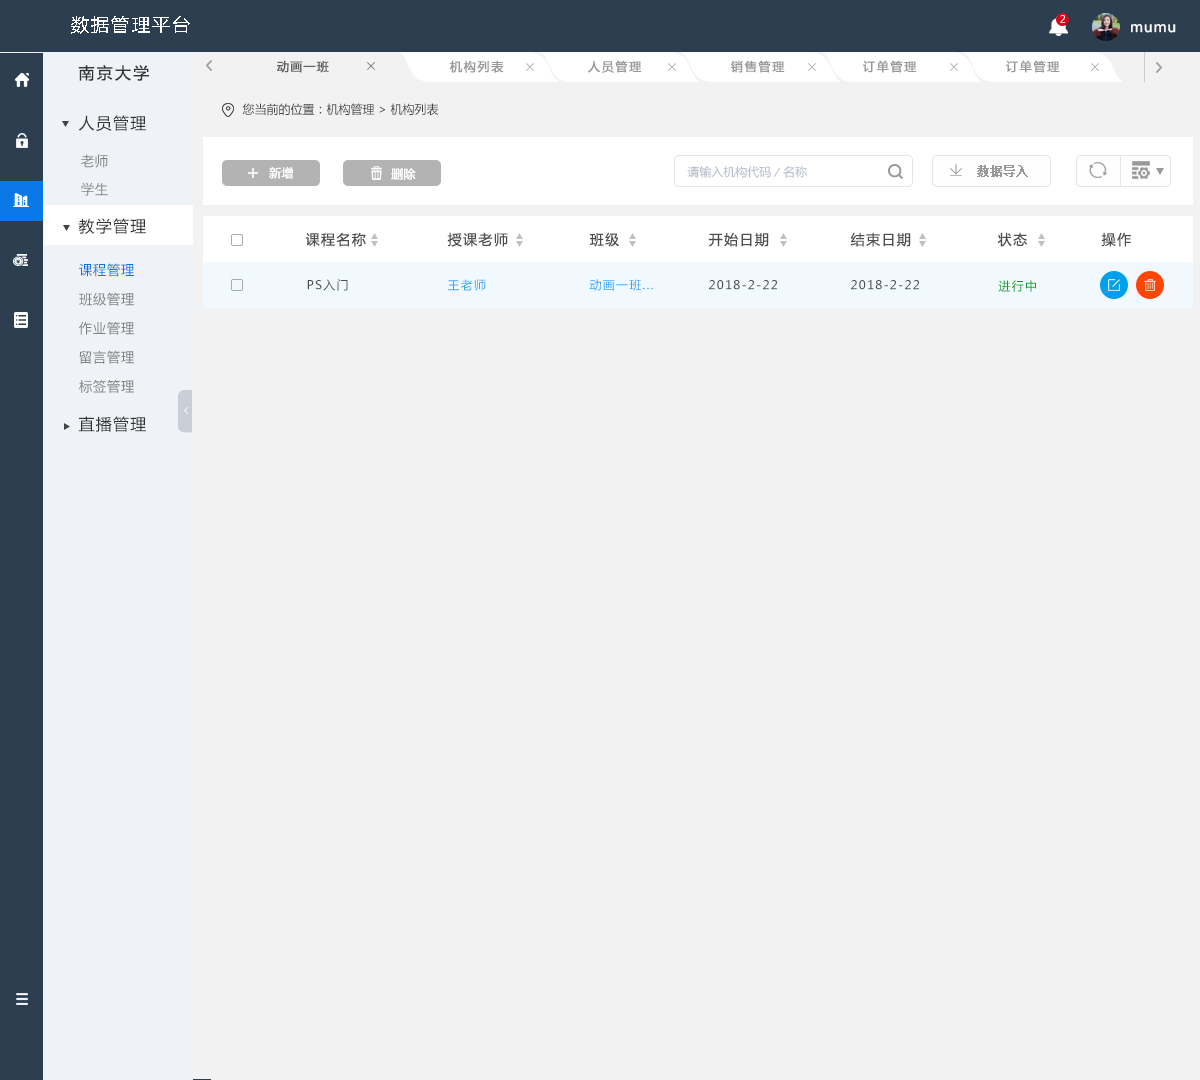 数据管理平台
2
mumu
南京大学
动画一班 机构列表 人员管理 销售管理 订单管理 订单管理
您当前的位置：机构管理 > 机构列表
人员管理
老师
学生
教学管理
课程管理
班级管理
作业管理
留言管理
标签管理
直播管理
新增 删除 请输入机构代码 / 名称 数据导入
课程名称 授课老师 班级 开始日期 结束日期 状态 操作
PS入门 王老师 动画一班... 2018-2-22 2018-2-22 进行中